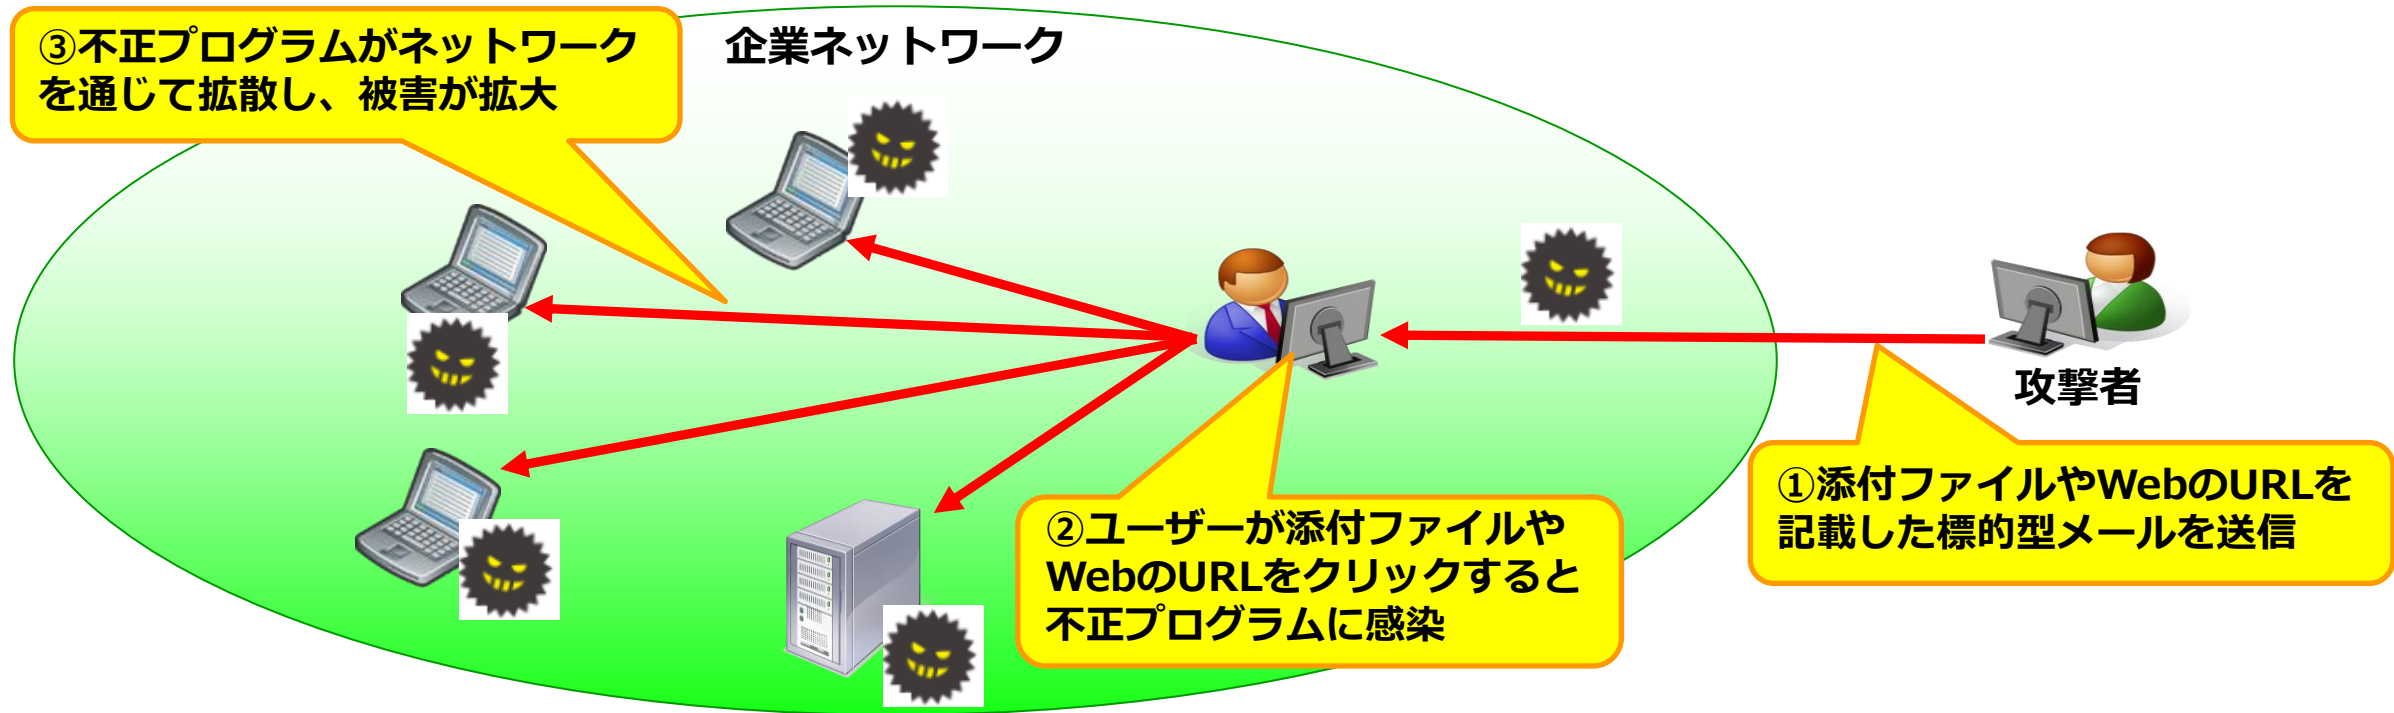 ③不正プログラムがネットワーク
を通じて拡散し、被害が拡大
企業ネットワーク
攻撃者
①添付ファイルやWebのURLを
記載した標的型メールを送信
②ユーザーが添付ファイルや
WebのURLをクリックすると
不正プログラムに感染